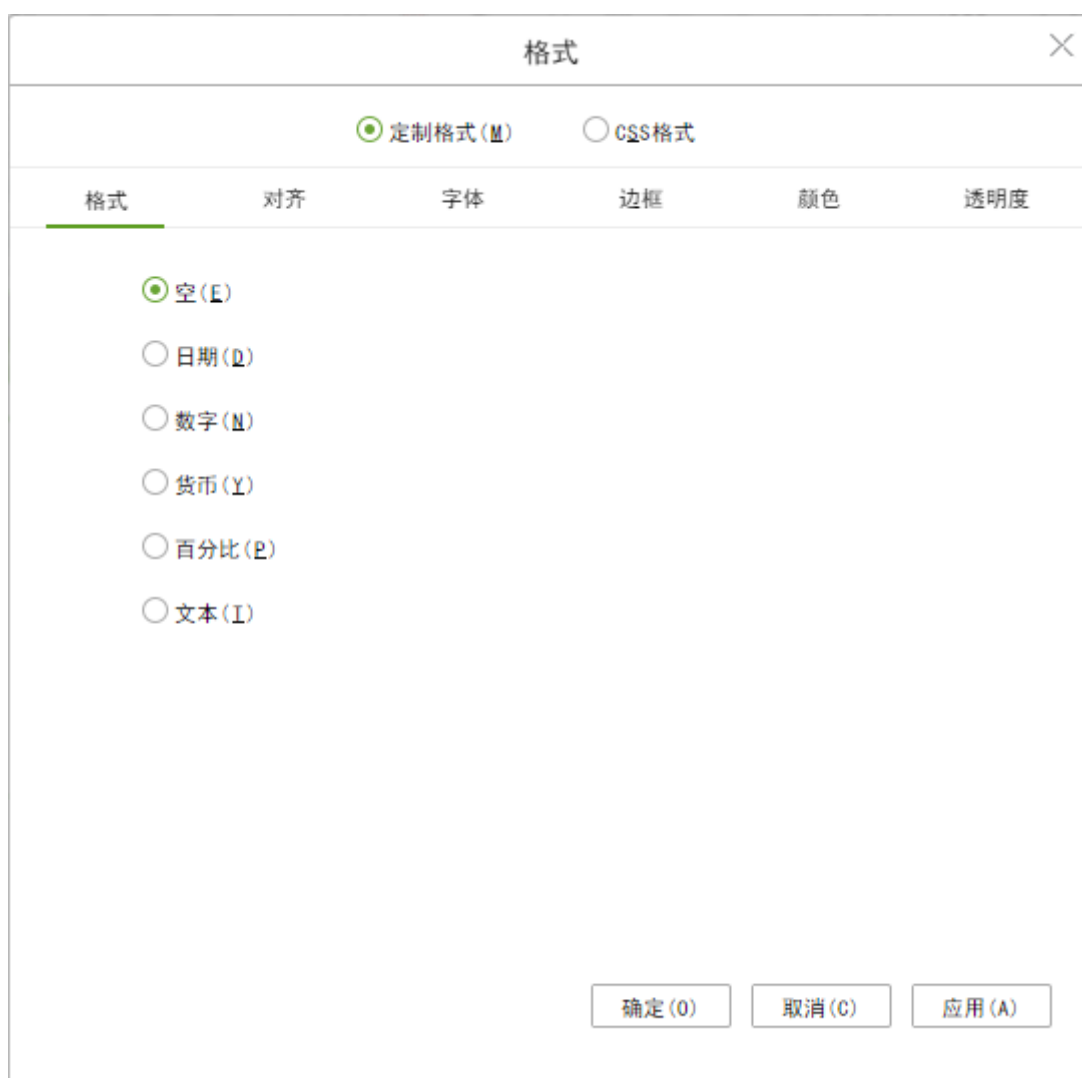 格式
定制格式(M) CSS格式
格式 对齐 字体 边框 颜色 透明度
空(E)
日期(D)
数字(N)
货币(Y)
百分比(P)
文本(T)
确定(O) 取消(C) 应用(A)